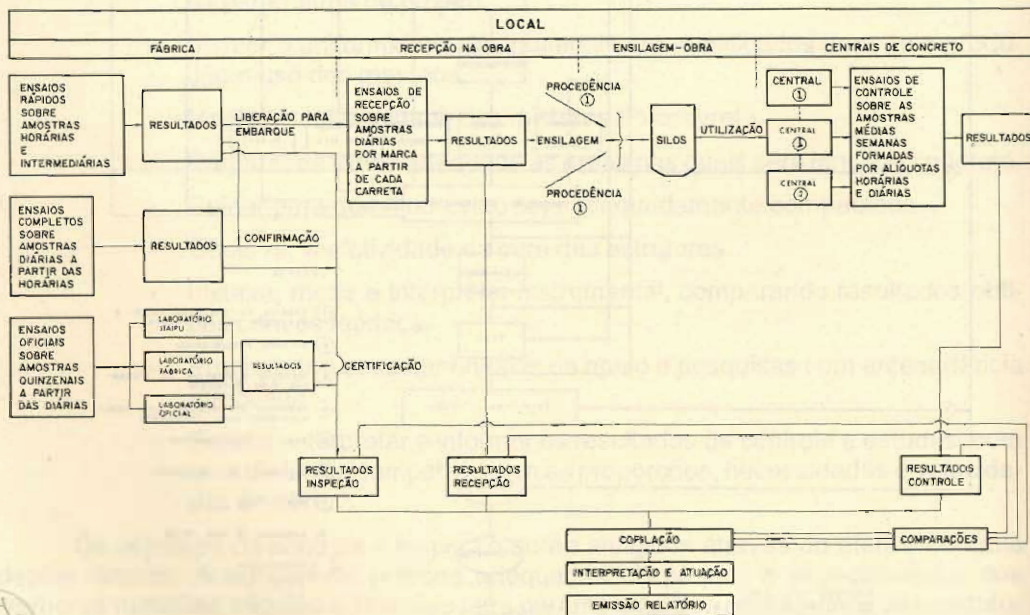 LOCAL
FÁBRICA
RECEPÇÃO NA OBRA
ENSILAGEM-OBRA
CENTRAIS DE CONCRETO
ENSAIOS
RÁPIDOS
SOBRE
AMOSTRAS
HORÁRIAS
E
INTERMEDIÁRIAS
RESULTADOS
LIBERAÇÃO PARA
EMBARQUE
ENSAIOS DE
RECEPÇÃO
SOBRE
AMOSTRAS
DIÁRIAS
POR MARCA
A PARTIR
DE CADA
CARRETA
RESULTADOS
ENSILAGEM
PROCEDÊNCIA
①
PROCEDÊNCIA
①
SILOS
UTILIZAÇÃO
CENTRAL
①
CENTRAL
①
CENTRAL
ENSAIOS DE
CONTROLE
SOBRE AS
AMOSTRAS
MÉDIAS
SEMANAS
FORMADAS
POR ALÍQUOTAS
HORÁRIAS
E DIÁRIAS
RESULTADOS
ENSAIOS
COMPLETOS
SOBRE
AMOSTRAS
DIÁRIAS A
PARTIR DAS
HORÁRIAS
RESULTADOS
CONFIRMAÇÃO
ENSAIOS
OFICIAIS
SOBRE
AMOSTRAS
QUINZENAIS
A PARTIR
DAS DIÁRIAS
LABORATÓRIO
ITAIPU
LABORATÓRIO
FÁBRICA
LABORATÓRIO
OFICIAL
RESULTADOS
CERTIFICAÇÃO
RESULTADOS
INSPEÇÃO
RESULTADOS
RECEPÇÃO
RESULTADOS
CONTROLE
COPILAÇÃO
COMPARAÇÕES
INTERPRETAÇÃO E ATUAÇÃO
EMISSÃO RELATÓRIO